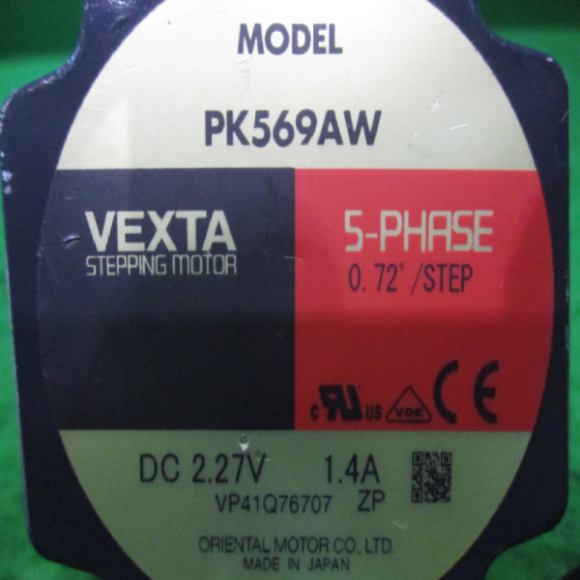 MODEL
PK569AW
VEXTA
STEPPING MOTOR
5-PHASE
0.72°/STEP
c RU US VDE CE
DC 2.27V 1.4A
VP41Q76707 ZP
ORIENTAL MOTOR CO., LTD.
MADE IN JAPAN